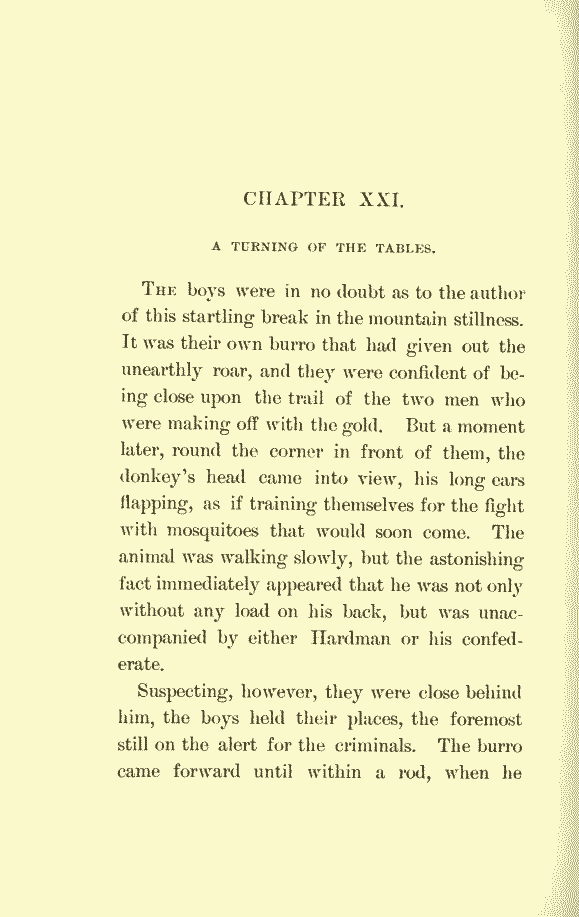 CHAPTER XXI.
A TURNING OF THE TABLES.
THE boys were in no doubt as to the author
of this startling break in the mountain stillness.
It was their own burro that had given out the
unearthly roar, and they were confident of be-
ing close upon the trail of the two men who
were making off with the gold. But a moment
later, round the corner in front of them, the
donkey's head came into view, his long ears
flapping, as if training themselves for the fight
with mosquitoes that would soon come. The
animal was walking slowly, but the astonishing
fact immediately appeared that he was not only
without any load on his back, but was unac-
companied by either Hardman or his confed-
erate.
Suspecting, however, they were close behind
him, the boys held their places, the foremost
still on the alert for the criminals. The burro
came forward until within a rod, when he